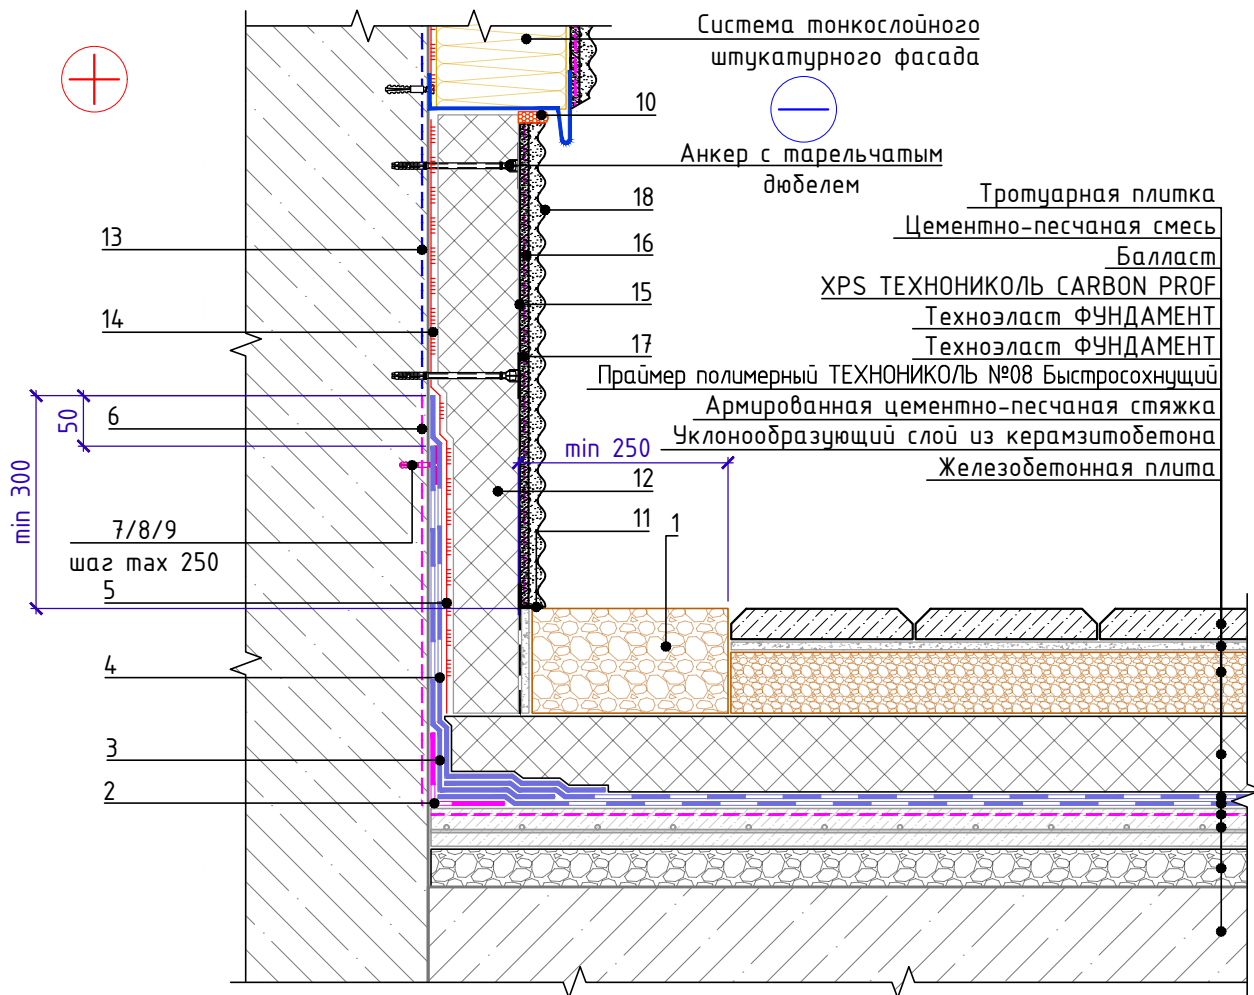 Система тонкослойного
штукатурного фасада
10
Анкер с тарельчатым
дюбелем
18
16
15
17
12
11
1
13
14
6
50
min 300
7/8/9
шаг max 250
5
4
3
2
min 250
Тротуарная плитка
Цементно-песчаная смесь
Балласт
XPS ТЕХНОНИКОЛЬ CARBON PROF
Техноэласт ФУНДАМЕНТ
Техноэласт ФУНДАМЕНТ
Праймер полимерный ТЕХНОНИКОЛЬ №08 Быстросохнущий
Армированная цементно-песчаная стяжка
Уклонообразующий слой из керамзитобетона
Железобетонная плита